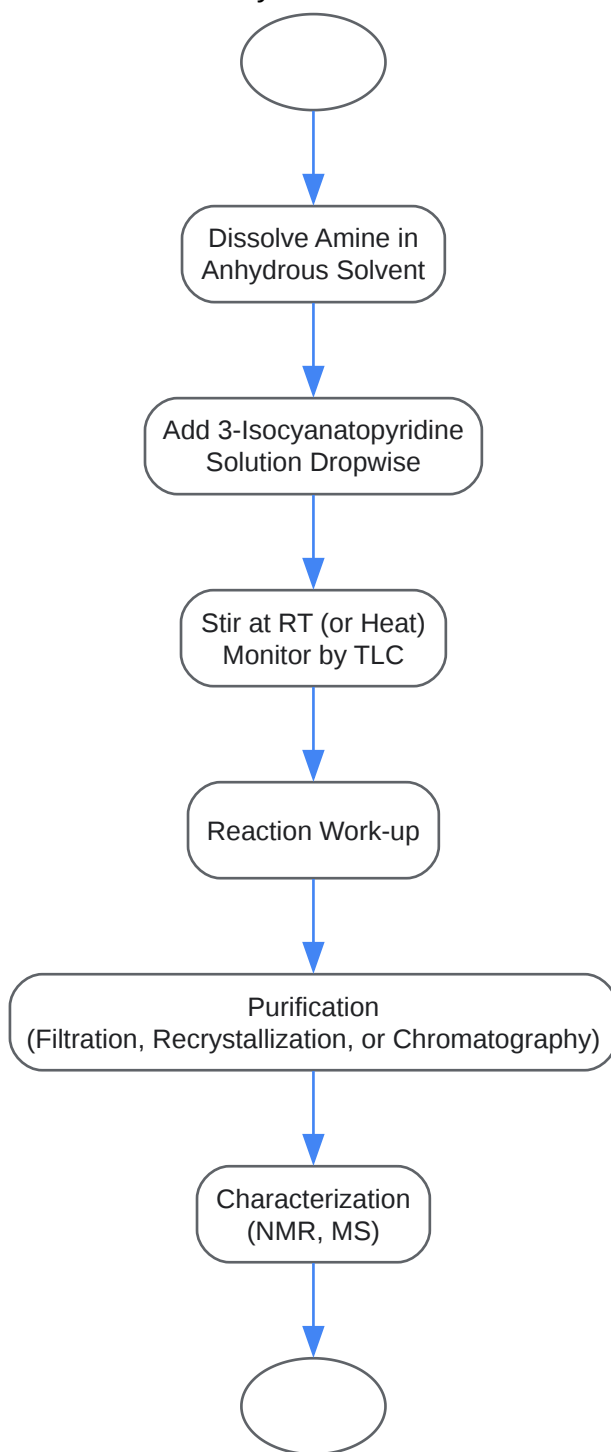 Dissolve Amine in
Anhydrous Solvent
Add 3-Isocyanatopyridine
Solution Dropwise
Stir at RT (or Heat)
Monitor by TLC
Reaction Work-up
Purification
(Filtration, Recrystallization, or Chromatography)
Characterization
(NMR, MS)